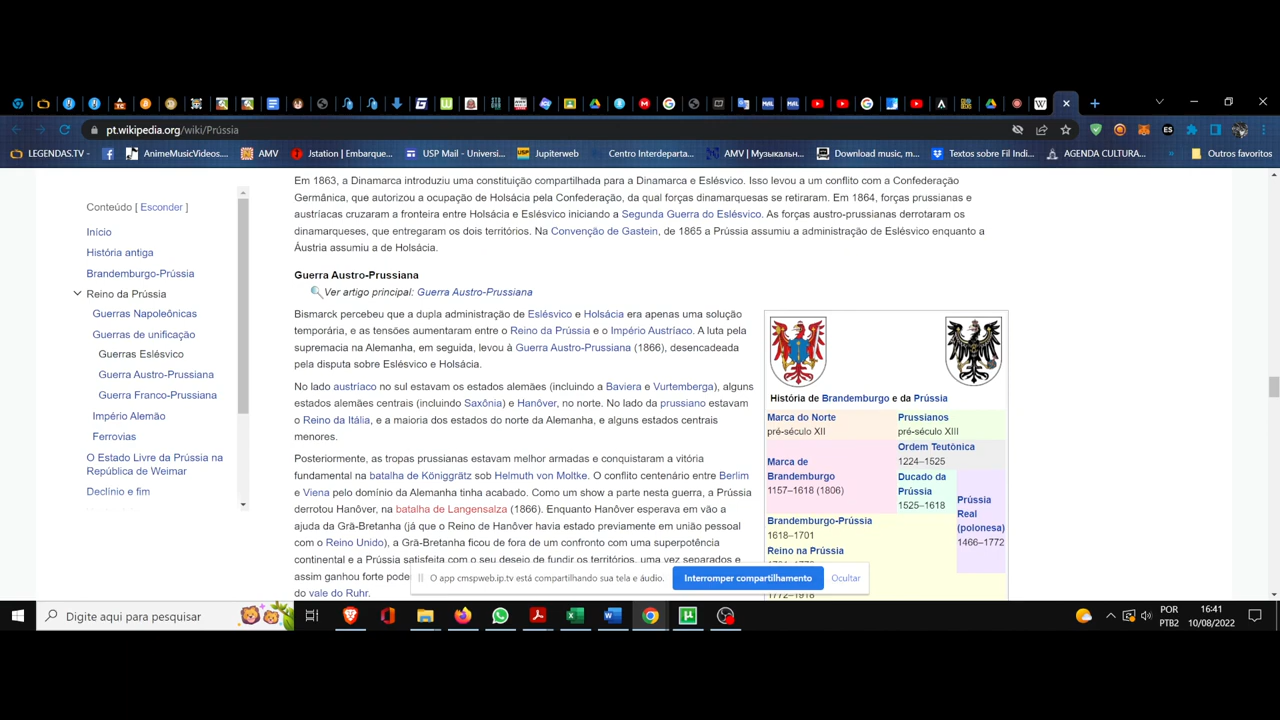 pt.wikipedia.org/wiki/Prússia
LEGENDAS.TV -
AnimeMusicVideos...
AMV
Jstation | Embarque...
USP Mail - Universi...
Jupiterweb
Centro Interdeparta...
AMV | Музыкальн...
Download music, m...
Textos sobre Fil Indi...
AGENDA CULTURA...
»
Outros favoritos
Conteúdo [ Esconder ]
Início
História antiga
Brandemburgo-Prússia
Reino da Prússia
Guerras Napoleônicas
Guerras de unificação
Guerras Eslésvico
Guerra Austro-Prussiana
Guerra Franco-Prussiana
Império Alemão
Ferrovias
O Estado Livre da Prússia na
República de Weimar
Declínio e fim
Em 1863, a Dinamarca introduziu uma constituição compartilhada para a Dinamarca e Eslésvico. Isso levou a um conflito com a Confederação
Germânica, que autorizou a ocupação de Holsácia pela Confederação, da qual forças dinamarquesas se retiraram. Em 1864, forças prussianas e
austríacas cruzaram a fronteira entre Holsácia e Eslésvico iniciando a Segunda Guerra do Eslésvico. As forças austro-prussianas derrotaram os
dinamarqueses, que entregaram os dois territórios. Na Convenção de Gastein, de 1865 a Prússia assumiu a administração de Eslésvico enquanto a
Áustria assumiu a de Holsácia.
Guerra Austro-Prussiana
Ver artigo principal: Guerra Austro-Prussiana
Bismarck percebeu que a dupla administração de Eslésvico e Holsácia era apenas uma solução
temporária, e as tensões aumentaram entre o Reino da Prússia e o Império Austríaco. A luta pela
supremacia na Alemanha, em seguida, levou à Guerra Austro-Prussiana (1866), desencadeada
pela disputa sobre Eslésvico e Holsácia.
No lado austríaco no sul estavam os estados alemães (incluindo a Baviera e Vurtemberga), alguns
estados alemães centrais (incluindo Saxônia) e Hanôver, no norte. No lado da prussiano estavam
o Reino da Itália, e a maioria dos estados do norte da Alemanha, e alguns estados centrais
menores.
Posteriormente, as tropas prussianas estavam melhor armadas e conquistaram a vitória
fundamental na batalha de Königgrätz sob Helmuth von Moltke. O conflito centenário entre Berlim
e Viena pelo domínio da Alemanha tinha acabado. Como um show a parte nesta guerra, a Prússia
derrotou Hanôver, na batalha de Langensalza (1866). Enquanto Hanôver esperava em vão a
ajuda da Grã-Bretanha (já que o Reino de Hanôver havia estado previamente em união pessoal
com o Reino Unido), a Grã-Bretanha ficou de fora de um confronto com uma superpotência
continental e a Prússia satisfeita com o seu desejo de fundir os territórios, uma vez separados e
assim ganhou forte pode
do vale do Ruhr.
História de Brandemburgo e da Prússia
Marca do Norte
pré-século XII
Prussianos
pré-século XIII
Ordem Teutônica
1224–1525
Marca de
Brandemburgo
1157–1618 (1806)
Ducado da
Prússia
1525–1618
Prússia
Real
(polonesa)
1466–1772
Brandemburgo-Prússia
1618–1701
Reino na Prússia
1772–1918
O app cmspweb.ip.tv está compartilhando sua tela e áudio.
Interromper compartilhamento
Ocultar
Digite aqui para pesquisar
POR
PTB2
16:41
10/08/2022